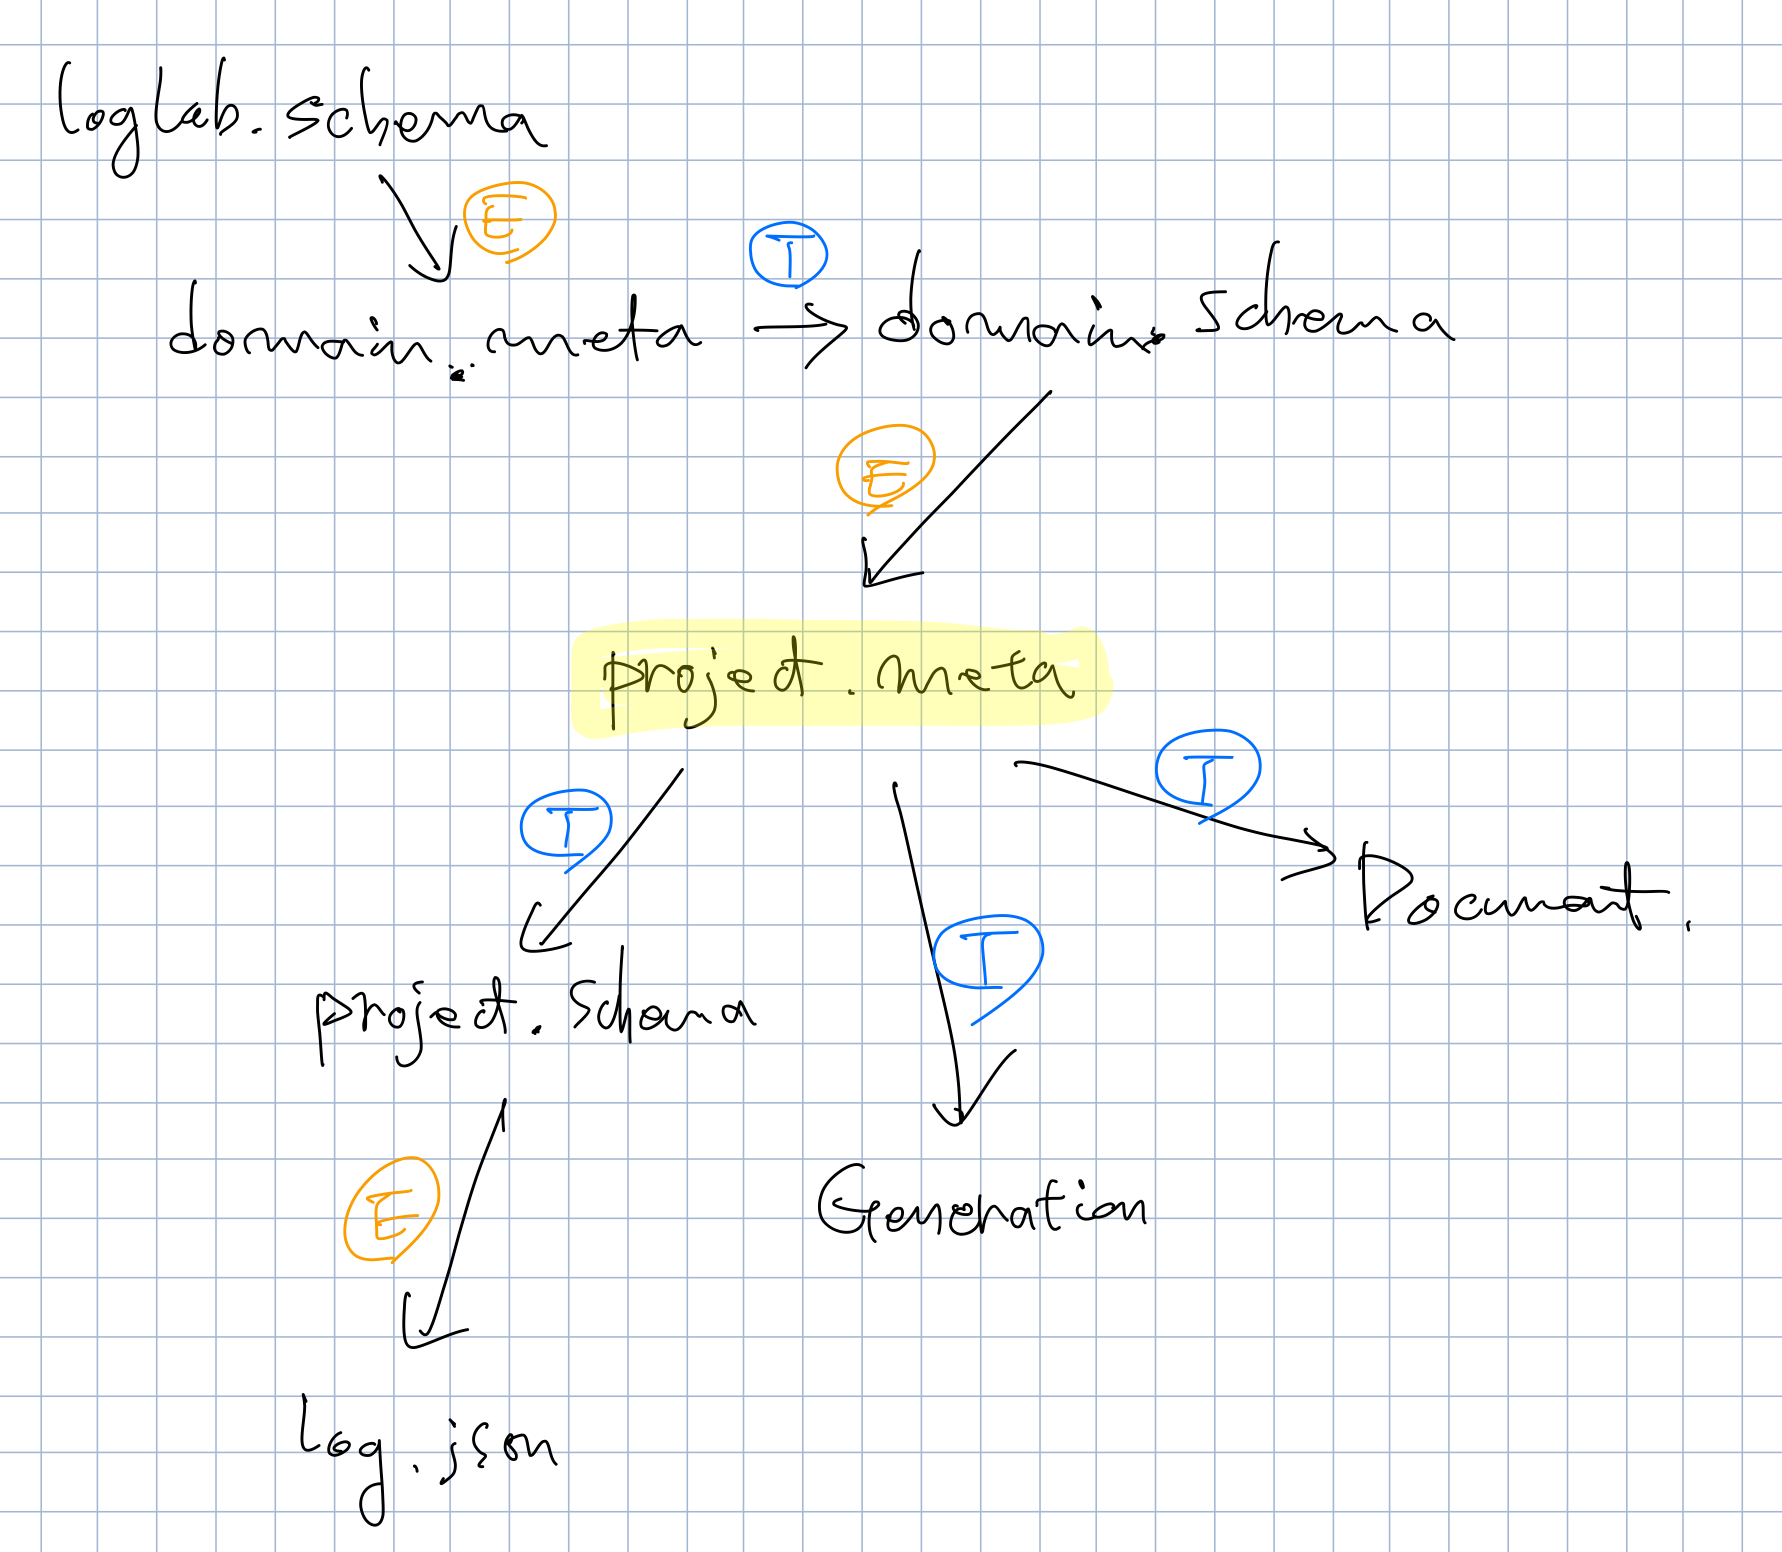 loglab.schema
E
T
domain.meta → domain.schema
E
project.meta
T
T
T
Document.
project.schema
E
Generation
log.json